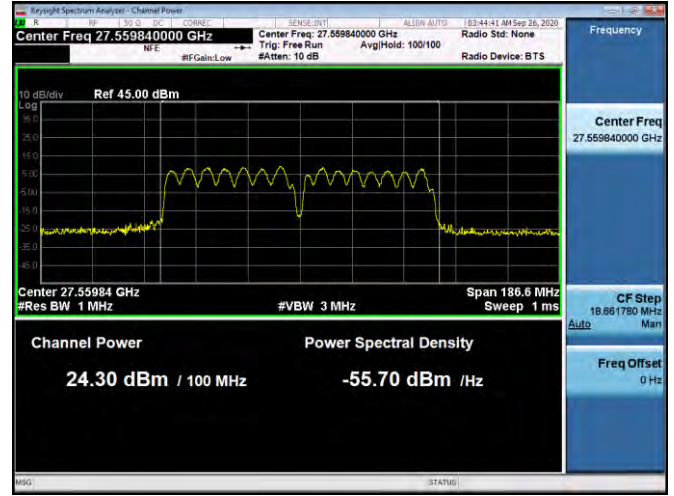 Keysight Spectrum Analyzer - Channel Power
R RF 50 Ω DC CORREC SENSE:INT ALIGN AUTO 03:44:41 AM Sep 26, 2020
Center Freq 27.559840000 GHz
NFE
#IFGain:Low
Center Freq: 27.559840000 GHz
Trig: Free Run Avg|Hold: 100/100
#Atten: 10 dB
Radio Std: None
Radio Device: BTS
10 dB/div Ref 45.00 dBm
Log
35.0
25.0
15.0
5.00
-5.00
-15.0
-25.0
-35.0
-45.0
Center 27.55984 GHz Span 186.6 MHz
#Res BW 1 MHz #VBW 3 MHz Sweep 1 ms
Channel Power Power Spectral Density
24.30 dBm / 100 MHz -55.70 dBm /Hz
MSG STATUS
Frequency
Center Freq
27.559840000 GHz
CF Step
18.661780 MHz
Auto Man
Freq Offset
0 Hz